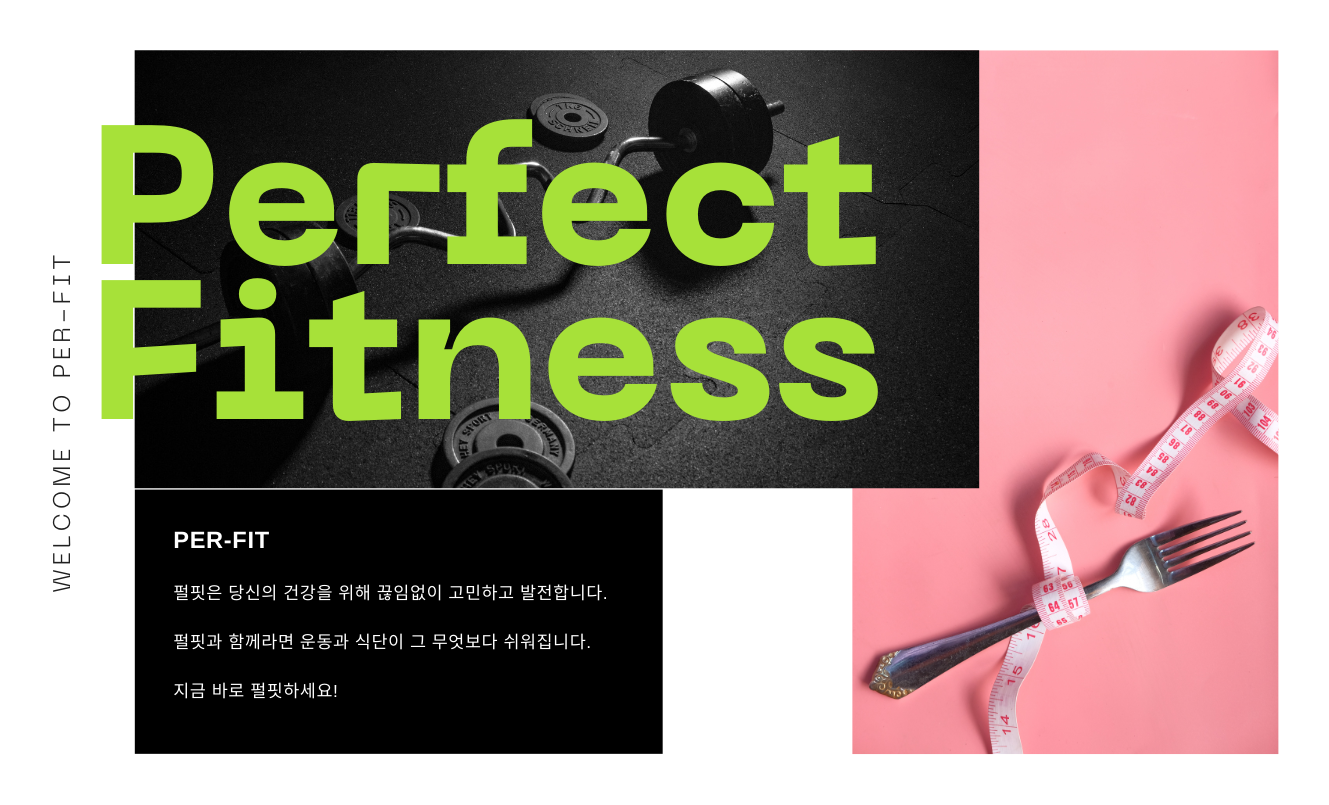 WELCOME TO PER-FIT
Perfect
Fitness
PER-FIT
펄핏은 당신의 건강을 위해 끊임없이 고민하고 발전합니다.
펄핏과 함께라면 운동과 식단이 그 무엇보다 쉬워집니다.
지금 바로 펄핏하세요!